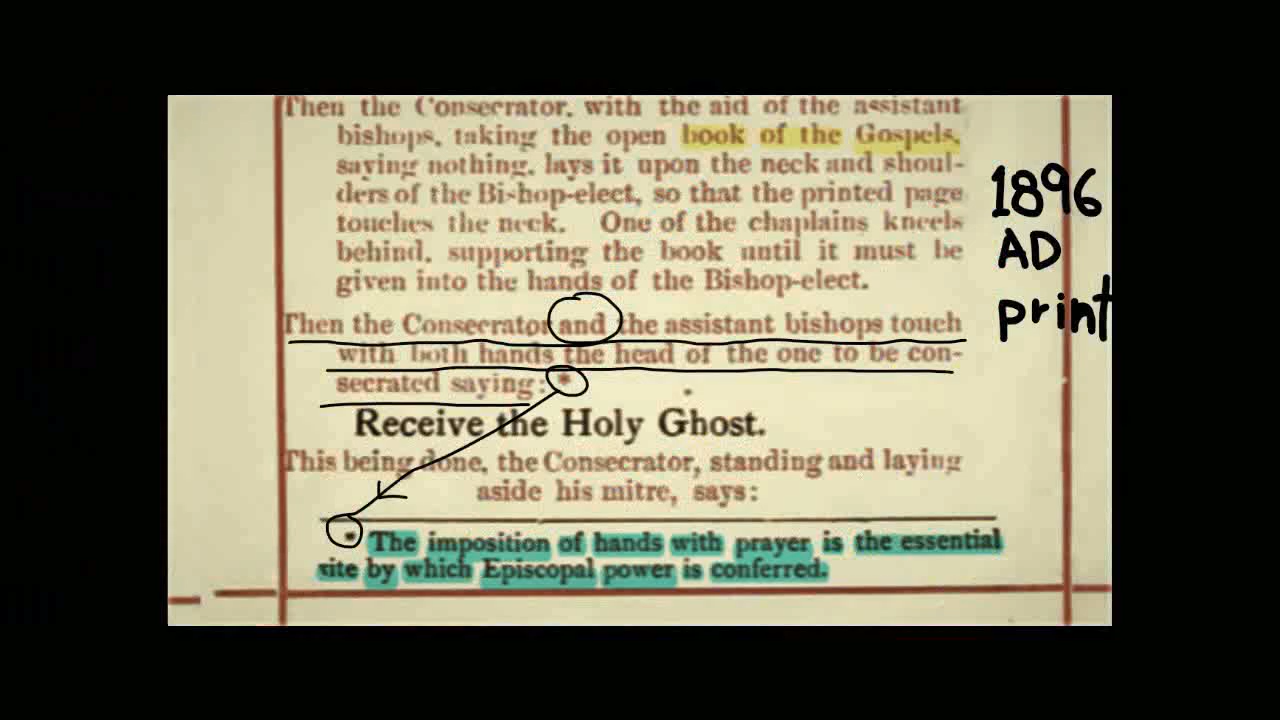 Then the Consecrator, with the aid of the assistant
bishops, taking the open book of the Gospels,
saying nothing, lays it upon the neck and shoul-
ders of the Bishop-elect, so that the printed page
touches the neck. One of the chaplains kneels
behind, supporting the book until it must be
given into the hands of the Bishop-elect.
Then the Consecrator and the assistant bishops touch
with both hands the head of the one to be con-
secrated saying: *
Receive the Holy Ghost.
This being done, the Consecrator, standing and laying
aside his mitre, says:
* The imposition of hands with prayer is the essential
site by which Episcopal power is conferred.
1896
AD
print